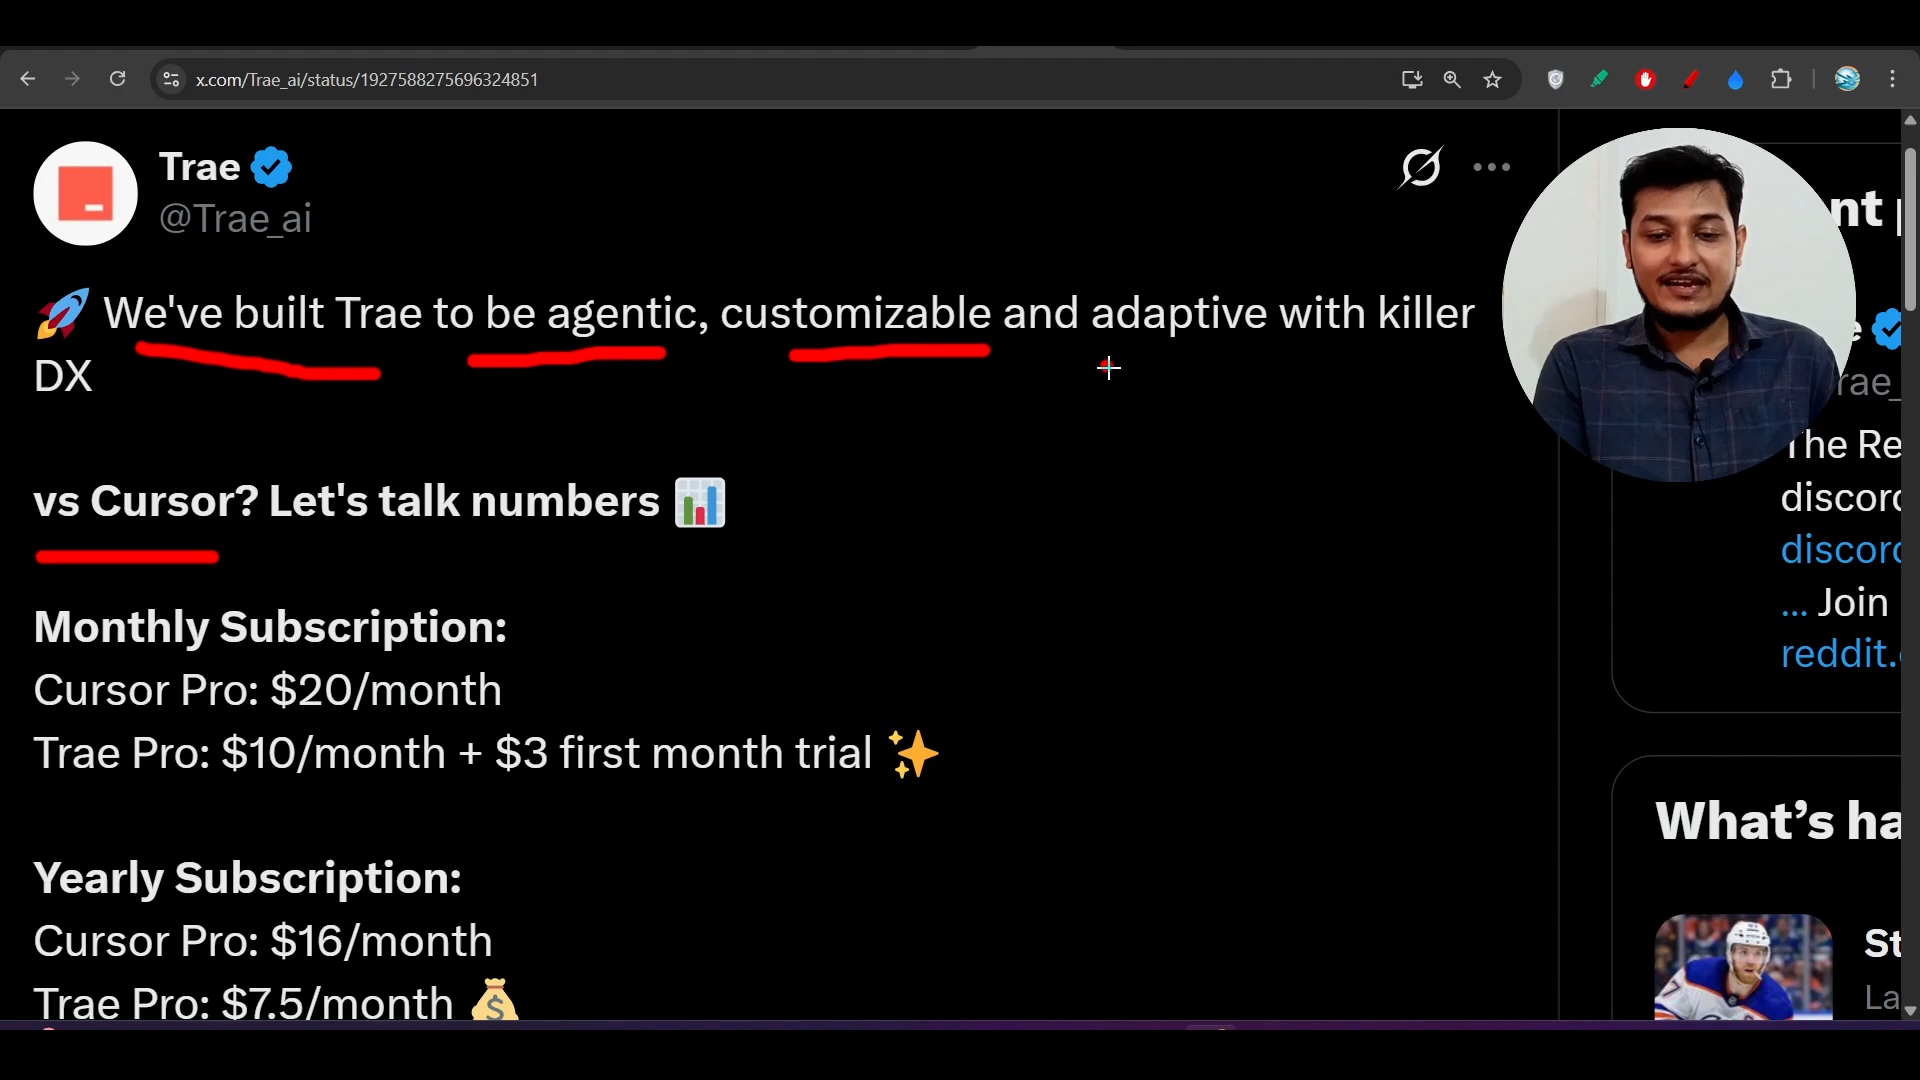 x.com/Trae_ai/status/1927588275696324851
Trae
@Trae_ai
🚀 We've built Trae to be agentic, customizable and adaptive with killer
DX
vs Cursor? Let's talk numbers 📊
Monthly Subscription:
Cursor Pro: $20/month
Trae Pro: $10/month + $3 first month trial ✨
Yearly Subscription:
Cursor Pro: $16/month
Trae Pro: $7.5/month 💰
The Re
discord
... Join
reddit.
What's ha
St
La